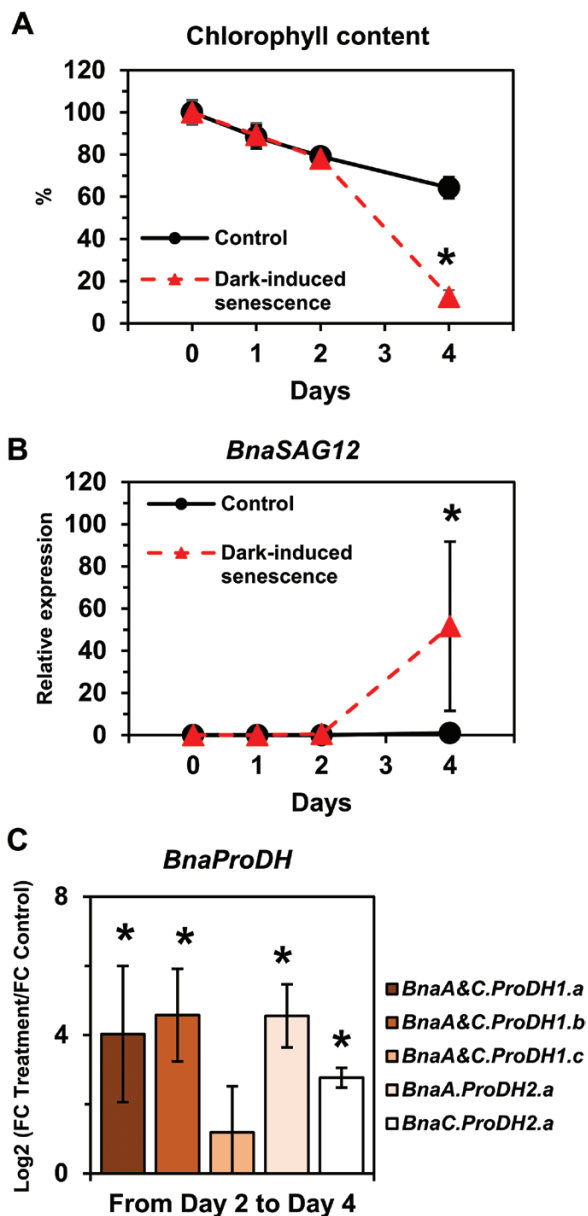 A
Chlorophyll content
120
100
80
60
40
20
0
%
Control
Dark-induced
senescence
*
0 1 2 3 4
Days
B
BnaSAG12
120
100
80
60
40
20
0
Relative expression
Control
Dark-induced
senescence
*
0 1 2 3 4
Days
C
BnaProDH
8
4
0
Log2 (FC Treatment/FC Control)
* * * *
BnaA&C.ProDH1.a
BnaA&C.ProDH1.b
BnaA&C.ProDH1.c
BnaA.ProDH2.a
BnaC.ProDH2.a
From Day 2 to Day 4